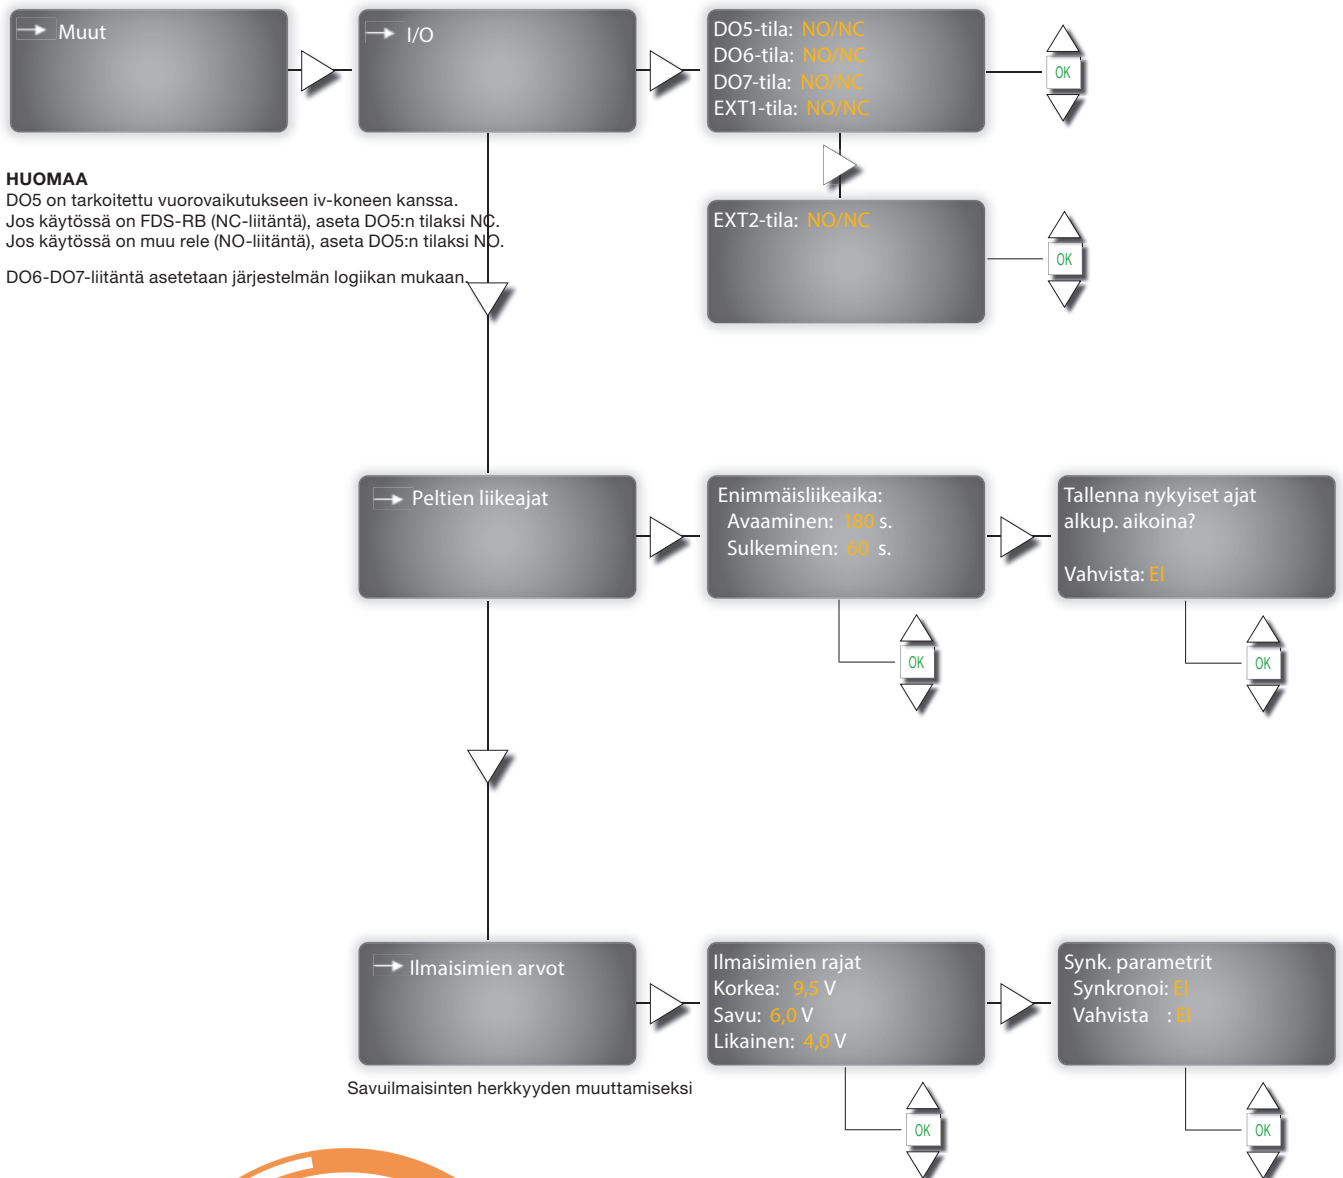 Muut
I/O
DO5-tila: NO/NC
DO6-tila: NO/NC
DO7-tila: NO/NC
EXT1-tila: NO/NC
OK
HUOMAA
DO5 on tarkoitettu vuorovaikutukseen iv-koneen kanssa.
Jos käytössä on FDS-RB (NC-liitäntä), aseta DO5:n tilaksi NC.
Jos käytössä on muu rele (NO-liitäntä), aseta DO5:n tilaksi NO.
DO6-DO7-liitäntä asetetaan järjestelmän logiikan mukaan.
EXT2-tila: NO/NC
OK
Peltien liikeajat
Enimmäisliikeaika:
Avaaminen: 180 s.
Sulkeminen: 60 s.
OK
Tallenna nykyiset ajat
alkup. aikoina?
Vahvista: EI
OK
Ilmaisimien arvot
Savuilmaisinten herkkyyden muuttamiseksi
Ilmaisimien rajat
Korkea: 9,5 V
Savu: 6,0 V
Likainen: 4,0 V
OK
Synk. parametrit
Synkronoi: EI
Vahvista : EI
OK